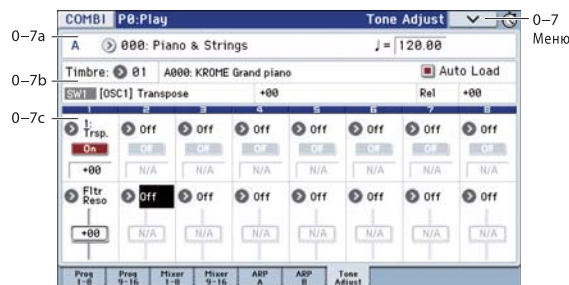 COMBI P0:Play Tone Adjust
0–7
Меню
0–7a
A 000: Piano & Strings ♩= 120.00
0–7b
Timbre: 01 A000: KROME Grand piano Auto Load
SW1 [OSC1] Transpose +00 Rel +00
0–7c
1 2 3 4 5 6 7 8
1: Trsp. Off Off Off Off Off Off Off
On Off Off Off Off Off Off Off
+00 N/A N/A N/A N/A N/A N/A N/A
Fltr Reso Off Off Off Off Off Off Off
+00 N/A N/A N/A N/A N/A N/A N/A
Prog 1-8 Prog 9-16 Mixer 1-8 Mixer 9-16 ARP A ARP B Tone Adjust